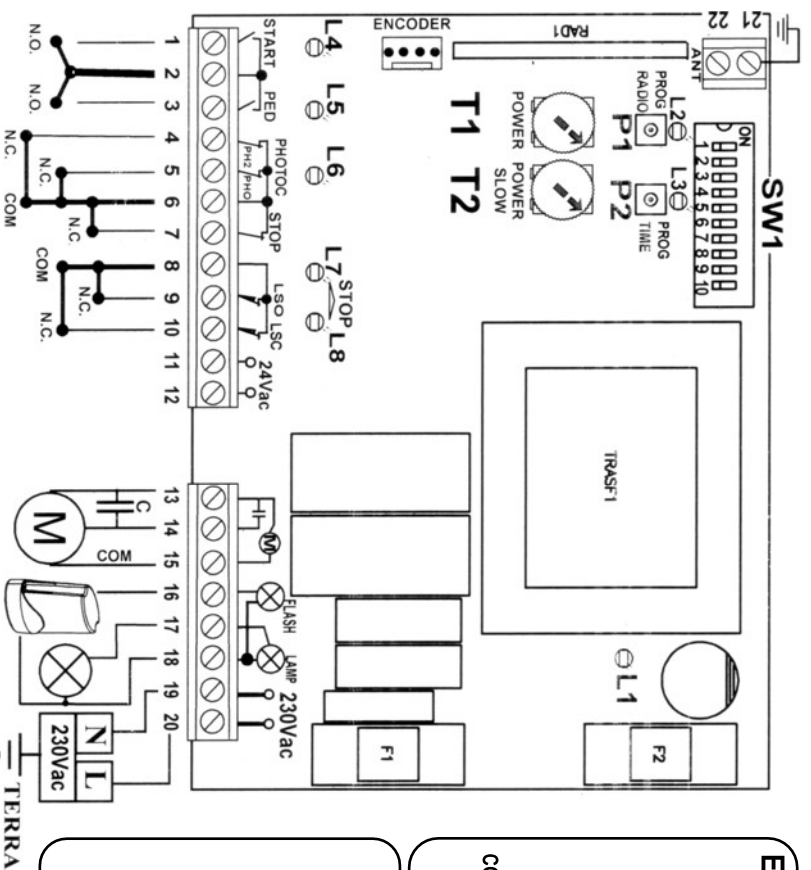 ENCODER
RAD1
22 21
ANT
START
PED
PHOTOC
PH2
PHO
STOP
LSO
LSC
24Vac
L4
L5
L6
L7
STOP
L8
T1
T2
POWER
POWER
SLOW
PROG
RADIO
P1
L2
P2
L3
PROG
TIME
ON
1 2 3 4 5 6 7 8 9 10
SW1
N.O.
N.O.
N.C.
N.C.
COM
N.C.
COM
N.C.
N.C.
1
2
3
4
5
6
7
8
9
10
11
12
TRASF1
13
14
15
16
17
18
19
20
C
M
COM
M
FLASH
LAMP
230Vac
L1
F1
F2
N
L
230Vac
TERRA
E
CO